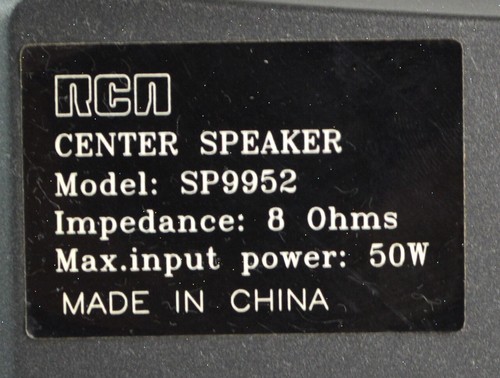 RCA
CENTER SPEAKER
Model: SP9952
Impedance: 8 Ohms
Max.input power: 50W
MADE IN CHINA